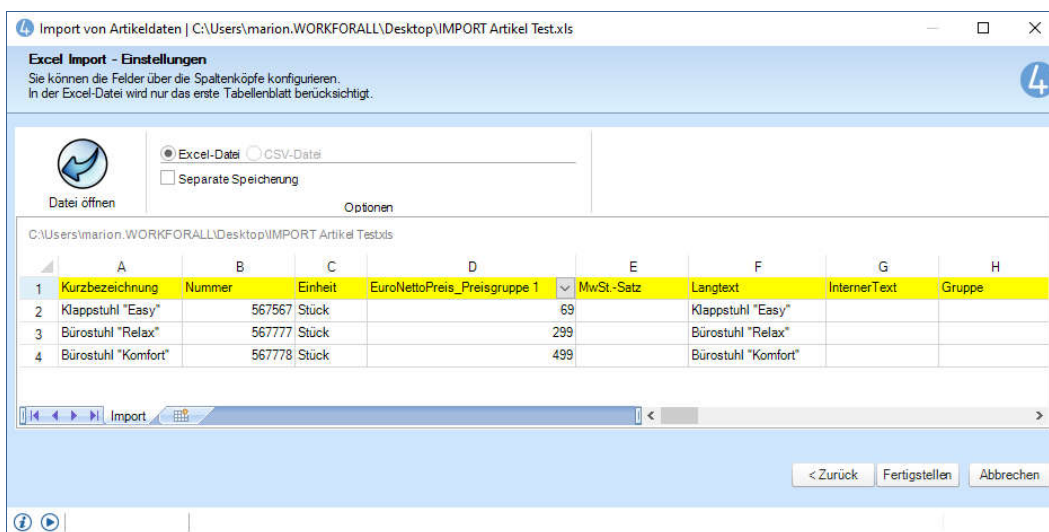 Import von Artikeldaten | C:\Users\marion.WORKFORALL\Desktop\IMPORT Artikel Test.xls
Excel Import - Einstellungen
Sie können die Felder über die Spaltenköpfe konfigurieren.
In der Excel-Datei wird nur das erste Tabellenblatt berücksichtigt.
4
Excel-Datei CSV-Datei
Separate Speicherung
Datei öffnen
Optionen
C:\Users\marion.WORKFORALL\Desktop\IMPORT Artikel Test.xls
A B C D E F G H
1 Kurzbezeichnung Nummer Einheit EuroNettoPreis_Preisgruppe 1 MwSt.-Satz Langtext InternerText Gruppe
2 Klappstuhl "Easy" 567567 Stück 69 Klappstuhl "Easy"
3 Bürostuhl "Relax" 567777 Stück 299 Bürostuhl "Relax"
4 Bürostuhl "Komfort" 567778 Stück 499 Bürostuhl "Komfort"
Import
< Zurück Fertigstellen Abbrechen